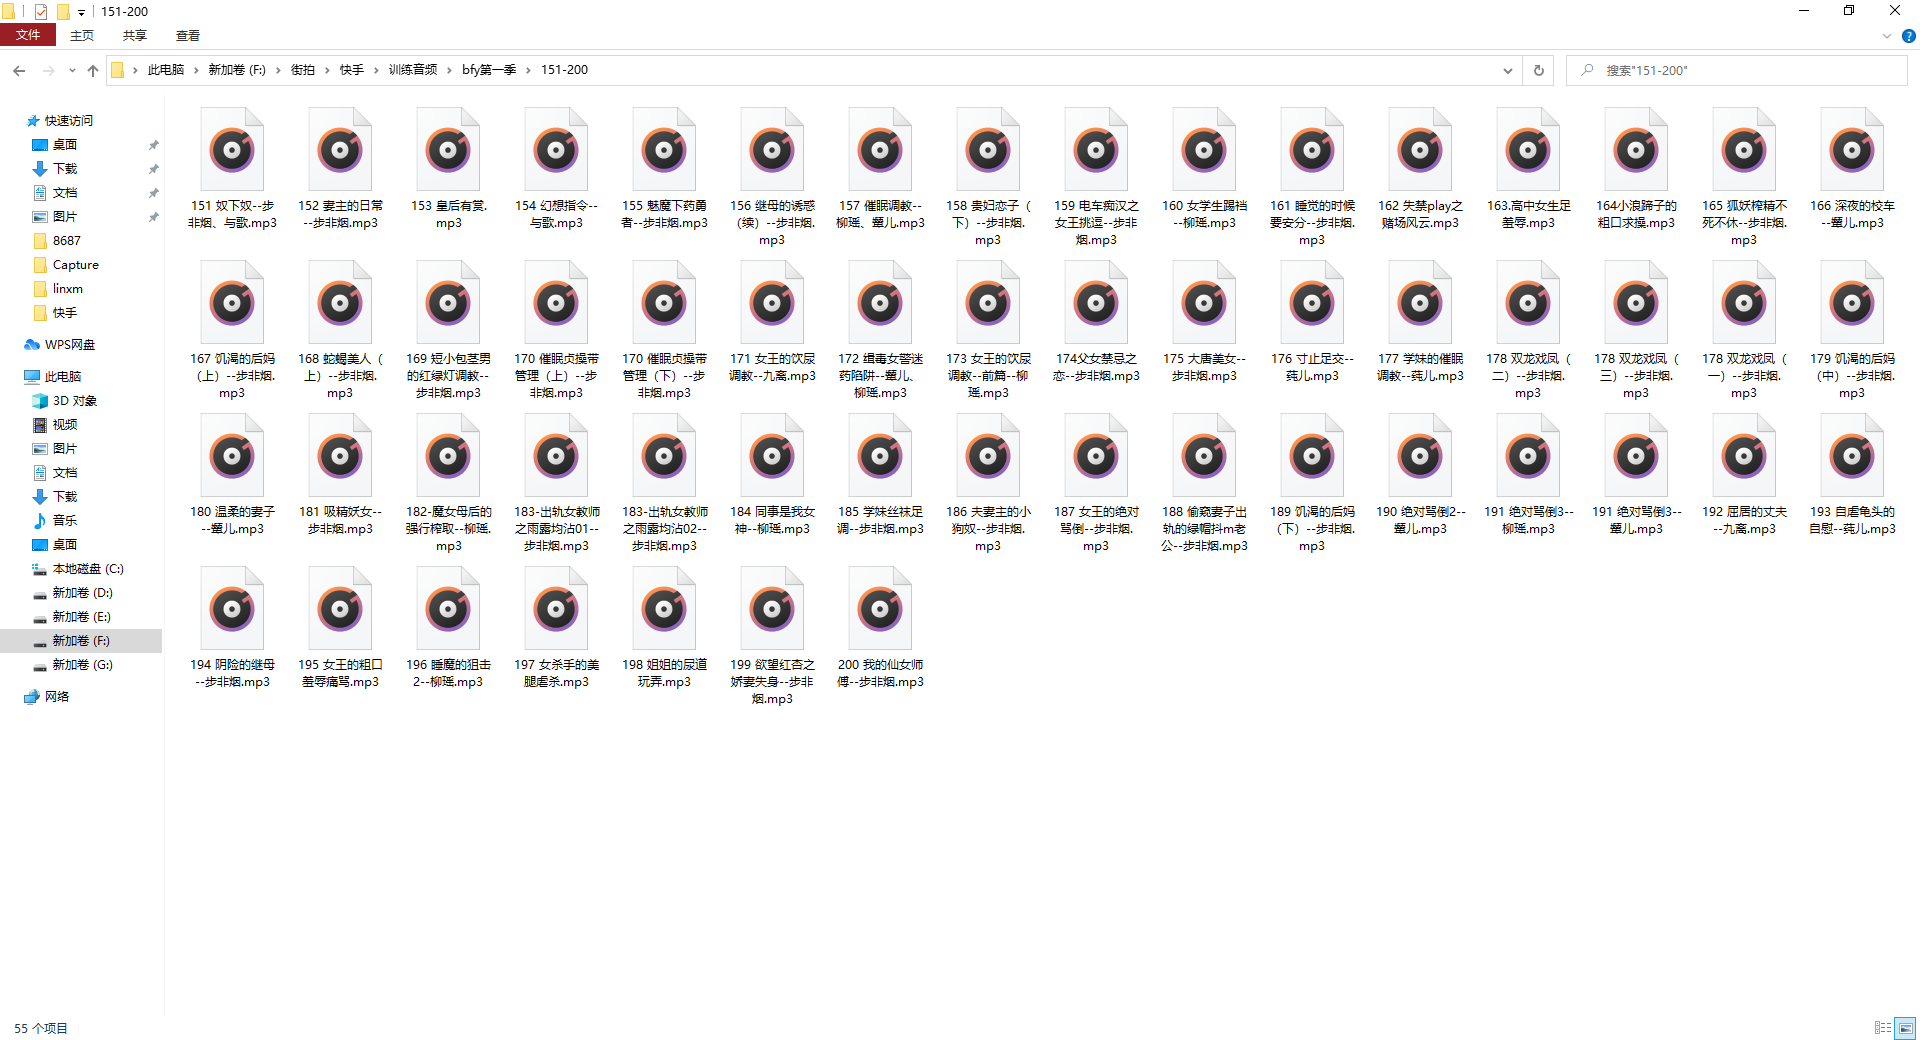 151-200
文件 主页 共享 查看
此电脑 › 新加卷 (F:) › 街拍 › 快手 › 训练音频 › bfy第一季 › 151-200
搜索"151-200"
快速访问
桌面
下载
文档
图片
8687
Capture
linxm
快手
WPS网盘
此电脑
3D 对象
视频
图片
文档
下载
音乐
桌面
本地磁盘 (C:)
新加卷 (D:)
新加卷 (E:)
新加卷 (F:)
新加卷 (G:)
网络
151 奴下奴--步
非烟、与歌.mp3
152 妻主的日常
--步非烟.mp3
153 皇后有赏.
mp3
154 幻想指令--
与歌.mp3
155 魅魔下药勇
者--步非烟.mp3
156 继母的诱惑
（续）--步非烟.
mp3
157 催眠调教--
柳瑶、颦儿.mp3
158 贵妇恋子（
下）--步非烟.
mp3
159 电车痴汉之
女王挑逗--步非
烟.mp3
160 女学生踢裆
--柳瑶.mp3
161 睡觉的时候
要安分--步非烟.
mp3
162 失禁play之
赌场风云.mp3
163.高中女生足
羞辱.mp3
164小浪蹄子的
粗口求操.mp3
165 狐妖榨精不
死不休--步非烟.
mp3
166 深夜的校车
--颦儿.mp3
167 饥渴的后妈
（上）--步非烟.
mp3
168 蛇蝎美人（
上）--步非烟.
mp3
169 短小包茎男
的红绿灯调教--
步非烟.mp3
170 催眠贞操带
管理（上）--步
非烟.mp3
170 催眠贞操带
管理（下）--步
非烟.mp3
171 女王的饮尿
调教--九鸢.mp3
172 缉毒女警迷
药陷阱--颦儿、
柳瑶.mp3
173 女王的饮尿
调教--前篇--柳
瑶.mp3
174父女禁忌之
恋--步非烟.mp3
175 大唐美女--
步非烟.mp3
176 寸止足交--
莼儿.mp3
177 学妹的催眠
调教--莼儿.mp3
178 双龙戏凤（
二）--步非烟.
mp3
178 双龙戏凤（
三）--步非烟.
mp3
178 双龙戏凤（
一）--步非烟.
mp3
179 饥渴的后妈
（中）--步非烟.
mp3
180 温柔的妻子
--颦儿.mp3
181 吸精妖女--
步非烟.mp3
182-魔女母后的
强行榨取--柳瑶.
mp3
183-出轨女教师
之雨露均沾01--
步非烟.mp3
183-出轨女教师
之雨露均沾02--
步非烟.mp3
184 同事是我女
神--柳瑶.mp3
185 学妹丝袜足
调--步非烟.mp3
186 夫妻主的小
狗奴--步非烟.
mp3
187 女王的绝对
骂倒--步非烟.
mp3
188 偷窥妻子出
轨的绿帽抖m老
公--步非烟.mp3
189 饥渴的后妈
（下）--步非烟.
mp3
190 绝对骂倒2--
颦儿.mp3
191 绝对骂倒3--
柳瑶.mp3
191 绝对骂倒3--
颦儿.mp3
192 屈居的丈夫
--九鸢.mp3
193 自虐龟头的
自慰--莼儿.mp3
194 阴险的继母
--步非烟.mp3
195 女王的粗口
羞辱痛骂.mp3
196 睡魔的狙击
2--柳瑶.mp3
197 女杀手的美
腿虐杀.mp3
198 姐姐的尿道
玩弄.mp3
199 欲望红杏之
娇妻失身--步非
烟.mp3
200 我的仙女师
傅--步非烟.mp3
55 个项目